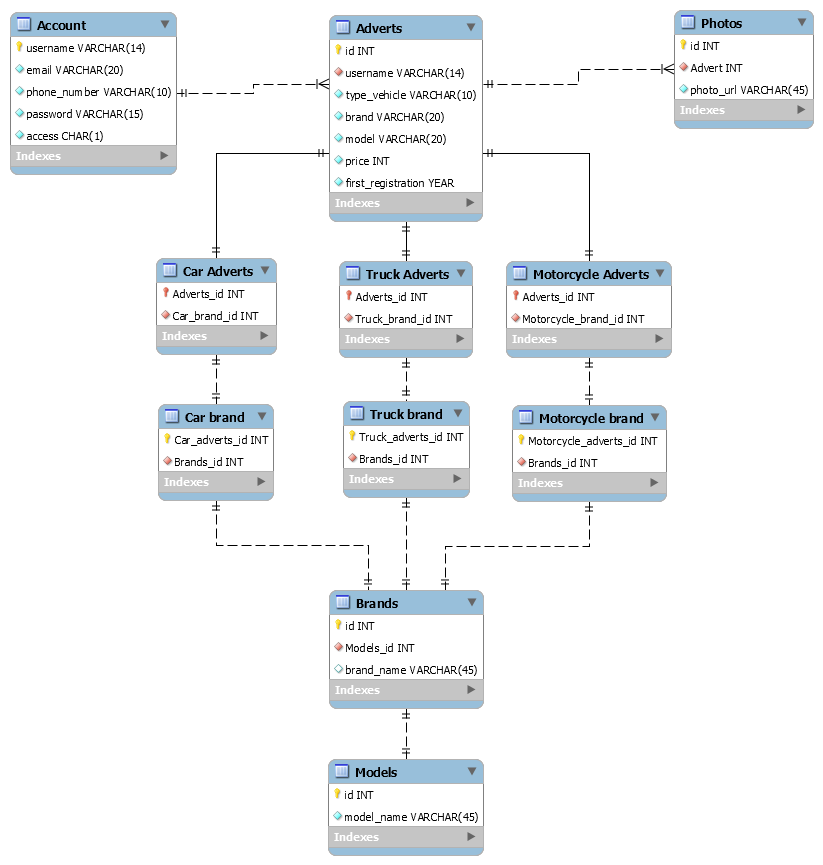 Account
username VARCHAR(14)
email VARCHAR(20)
phone_number VARCHAR(10)
password VARCHAR(15)
access CHAR(1)
Indexes
Adverts
id INT
username VARCHAR(14)
type_vehicle VARCHAR(10)
brand VARCHAR(20)
model VARCHAR(20)
price INT
first_registration YEAR
Indexes
Photos
id INT
Advert INT
photo_url VARCHAR(45)
Indexes
Car Adverts
Adverts_id INT
Car_brand_id INT
Indexes
Truck Adverts
Adverts_id INT
Truck_brand_id INT
Indexes
Motorcycle Adverts
Adverts_id INT
Motorcycle_brand_id INT
Indexes
Car brand
Car_adverts_id INT
Brands_id INT
Indexes
Truck brand
Truck_adverts_id INT
Brands_id INT
Indexes
Motorcycle brand
Motorcycle_adverts_id INT
Brands_id INT
Indexes
Brands
id INT
Models_id INT
brand_name VARCHAR(45)
Indexes
Models
id INT
model_name VARCHAR(45)
Indexes